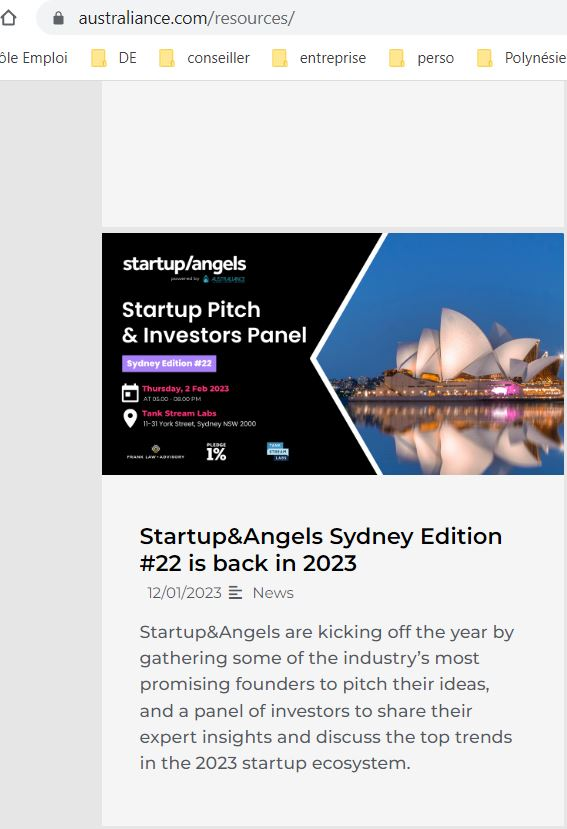 australiance.com/resources/
ôle Emploi DE conseiller entreprise perso Polynésie
startup/angels
powered by AUSTRALIANCE
Startup Pitch
& Investors Panel
Sydney Edition #22
Thursday, 2 Feb 2023
AT 05.00 - 08.00 PM
Tank Stream Labs
11-31 York Street, Sydney NSW 2000
FRANK LAW+ADVISORY
PLEDGE
1%
TANK
STREAM
LABS
Startup&Angels Sydney Edition
#22 is back in 2023
12/01/2023 News
Startup&Angels are kicking off the year by
gathering some of the industry’s most
promising founders to pitch their ideas,
and a panel of investors to share their
expert insights and discuss the top trends
in the 2023 startup ecosystem.